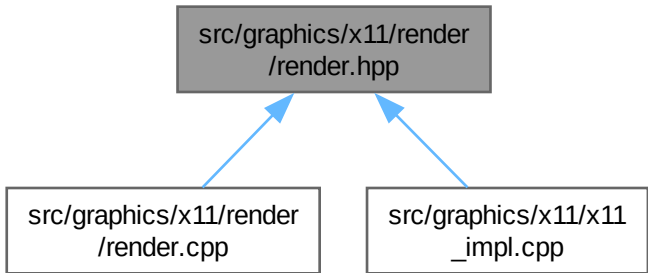 src/graphics/x11/render
/render.hpp
src/graphics/x11/render
/render.cpp
src/graphics/x11/x11
_impl.cpp